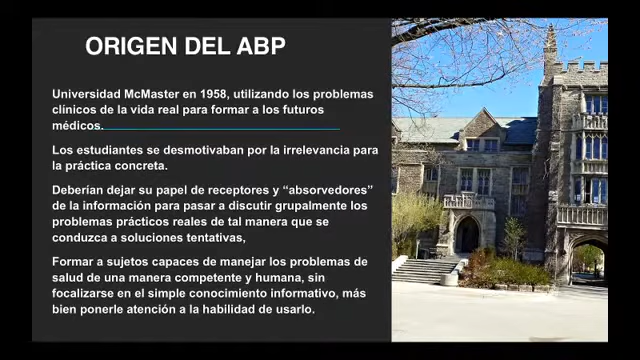 ORIGEN DEL ABP
Universidad McMaster en 1958, utilizando los problemas
clínicos de la vida real para formar a los futuros
médicos.
Los estudiantes se desmotivaban por la irrelevancia para
la práctica concreta.
Deberían dejar su papel de receptores y “absorvedores”
de la información para pasar a discutir grupalmente los
problemas prácticos reales de tal manera que se
conduzca a soluciones tentativas,
Formar a sujetos capaces de manejar los problemas de
salud de una manera competente y humana, sin
focalizarse en el simple conocimiento informativo, más
bien ponerle atención a la habilidad de usarlo.